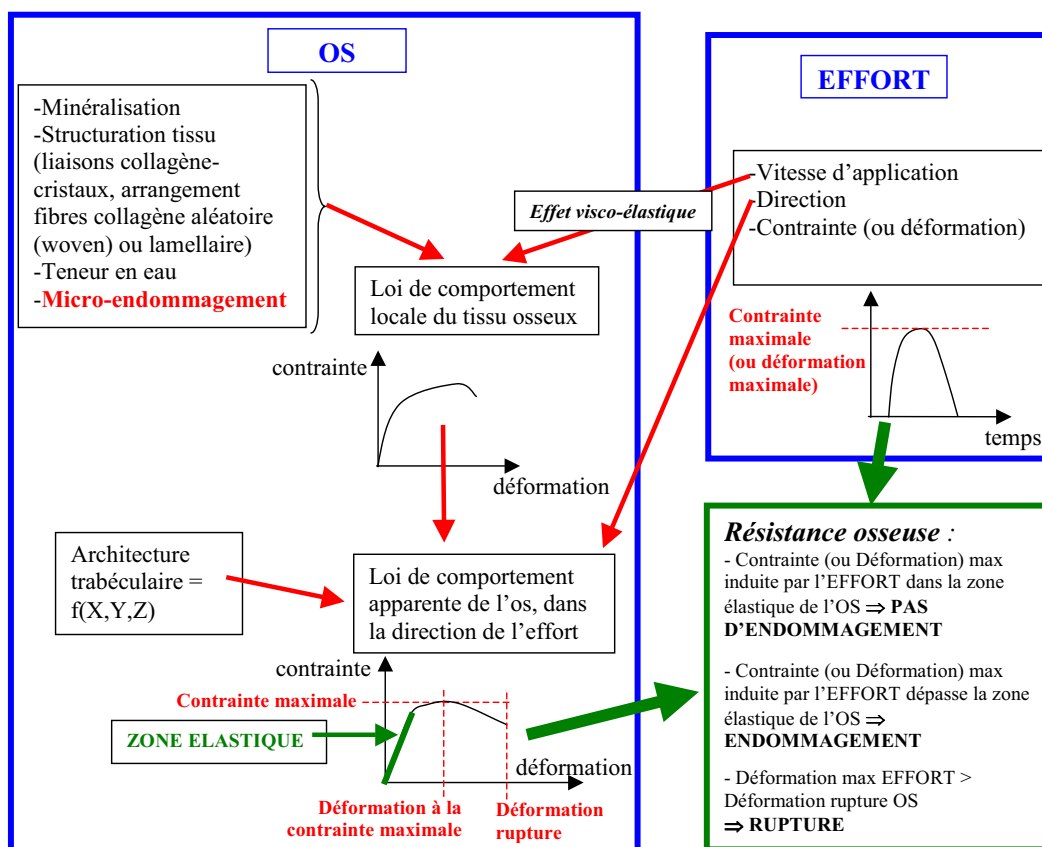 OS
-Minéralisation
-Structuration tissu
(liaisons collagène-
cristaux, arrangement
fibres collagène aléatoire
(woven) ou lamellaire)
-Teneur en eau
-Micro-endommagement
Effet visco-élastique
Loi de comportement
locale du tissu osseux
contrainte
déformation
Architecture
trabéculaire =
f(X,Y,Z)
Loi de comportement
apparente de l'os, dans
la direction de l'effort
contrainte
Contrainte maximale
ZONE ELASTIQUE
déformation
Déformation à la
contrainte maximale
Déformation
rupture
EFFORT
-Vitesse d'application
-Direction
-Contrainte (ou déformation)
Contrainte
maximale
(ou déformation
maximale)
temps
Résistance osseuse :
- Contrainte (ou Déformation) max
induite par l'EFFORT dans la zone
élastique de l'OS ⇒ PAS
D'ENDOMMAGEMENT
- Contrainte (ou Déformation) max
induite par l'EFFORT dépasse la zone
élastique de l'OS ⇒
ENDOMMAGEMENT
- Déformation max EFFORT >
Déformation rupture OS
⇒ RUPTURE